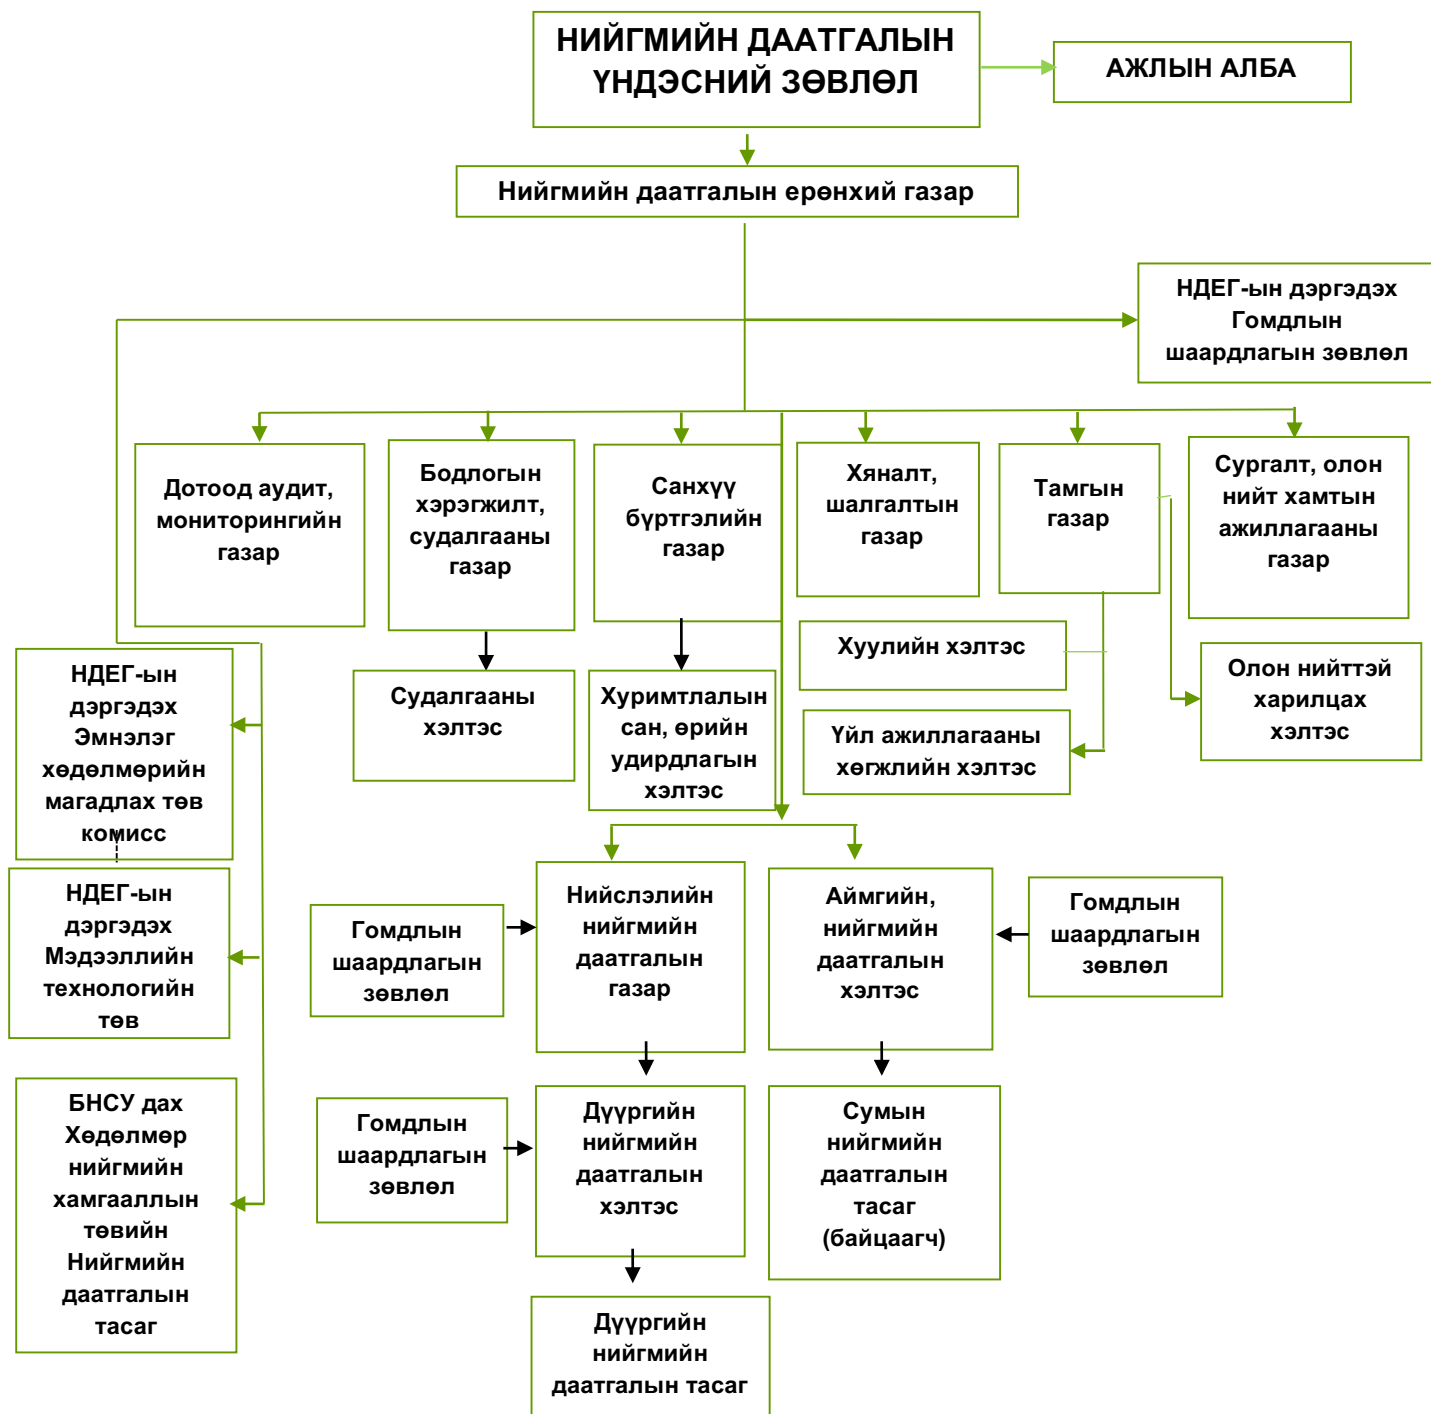 НИЙГМИЙН ДААТГАЛЫН
ҮНДЭСНИЙ ЗӨВЛӨЛ
АЖЛЫН АЛБА
Нийгмийн даатгалын ерөнхий газар
НДЕГ-ын дэргэдэх
Гомдлын
шаардлагын зөвлөл
Дотоод аудит,
мониторингийн
газар
Бодлогын
хэрэгжилт,
судалгааны
газар
Санхүү
бүртгэлийн
газар
Хяналт,
шалгалтын
газар
Тамгын
газар
Сургалт, олон
нийт хамтын
ажиллагааны
газар
НДЕГ-ын
дэргэдэх
Эмнэлэг
хөдөлмөрийн
магадлах төв
комисс
Судалгааны
хэлтэс
Хуримтлалын
сан, өрийн
удирдлагын
хэлтэс
Хуулийн хэлтэс
Үйл ажиллагааны
хөгжлийн хэлтэс
Олон нийттэй
харилцах
хэлтэс
НДЕГ-ын
дэргэдэх
Мэдээллийн
технологийн
төв
Гомдлын
шаардлагын
зөвлөл
Нийслэлийн
нийгмийн
даатгалын
газар
Аймгийн,
нийгмийн
даатгалын
хэлтэс
Гомдлын
шаардлагын
зөвлөл
БНСУ дах
Хөдөлмөр
нийгмийн
хамгааллын
төвийн
Нийгмийн
даатгалын
тасаг
Гомдлын
шаардлагын
зөвлөл
Дүүргийн
нийгмийн
даатгалын
хэлтэс
Сумын
нийгмийн
даатгалын
тасаг
(байцаагч)
Дүүргийн
нийгмийн
даатгалын тасаг